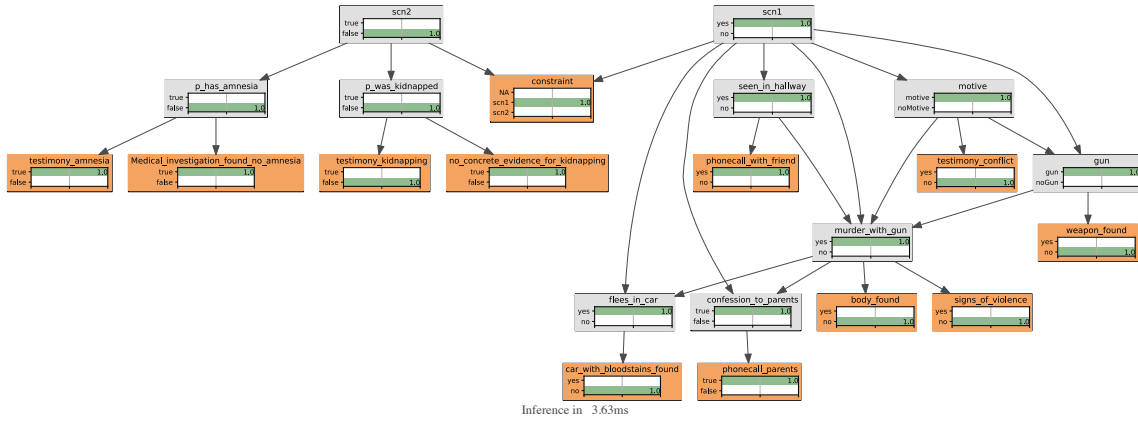 scn2
true
false 1.0
scn1
yes 1.0
no
p_has_amnesia
true
false 1.0
p_was_kidnapped
true
false 1.0
constraint
NA
scn1 1.0
scn2
seen_in_hallway
yes 1.0
no
motive
motive 1.0
noMotive
testimony_amnesia
true 1.0
false
Medical_investigation_found_no_amnesia
true 1.0
false
testimony_kidnapping
true
false 1.0
no_concrete_evidence_for_kidnapping
true 1.0
false
phonecall_with_friend
yes 1.0
no
testimony_conflict
yes
no 1.0
gun
gun 1.0
noGun
murder_with_gun
yes 1.0
no
weapon_found
yes
no 1.0
flees_in_car
yes 1.0
no
confession_to_parents
true 1.0
false
body_found
yes
no 1.0
signs_of_violence
yes
no 1.0
car_with_bloodstains_found
yes
no 1.0
phonecall_parents
true 1.0
false
Inference in 3.63ms